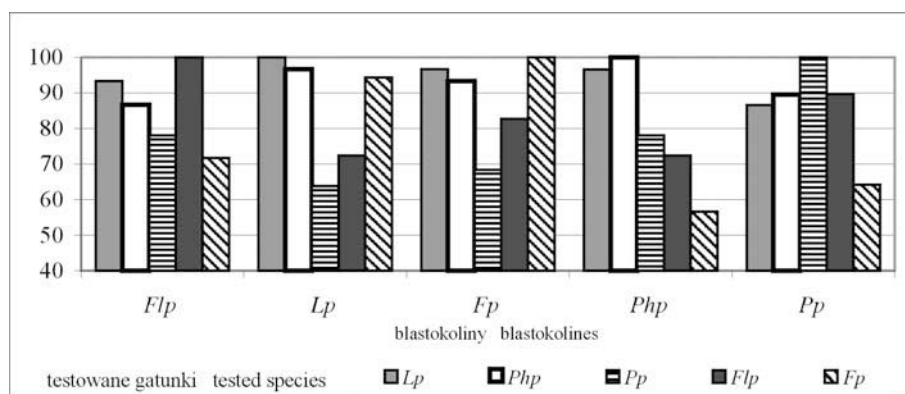 100
90
80
70
60
50
40
Flp Lp Fp Php Pp
blastokoliny blastokolines
testowane gatunki tested species Lp Php Pp Flp Fp